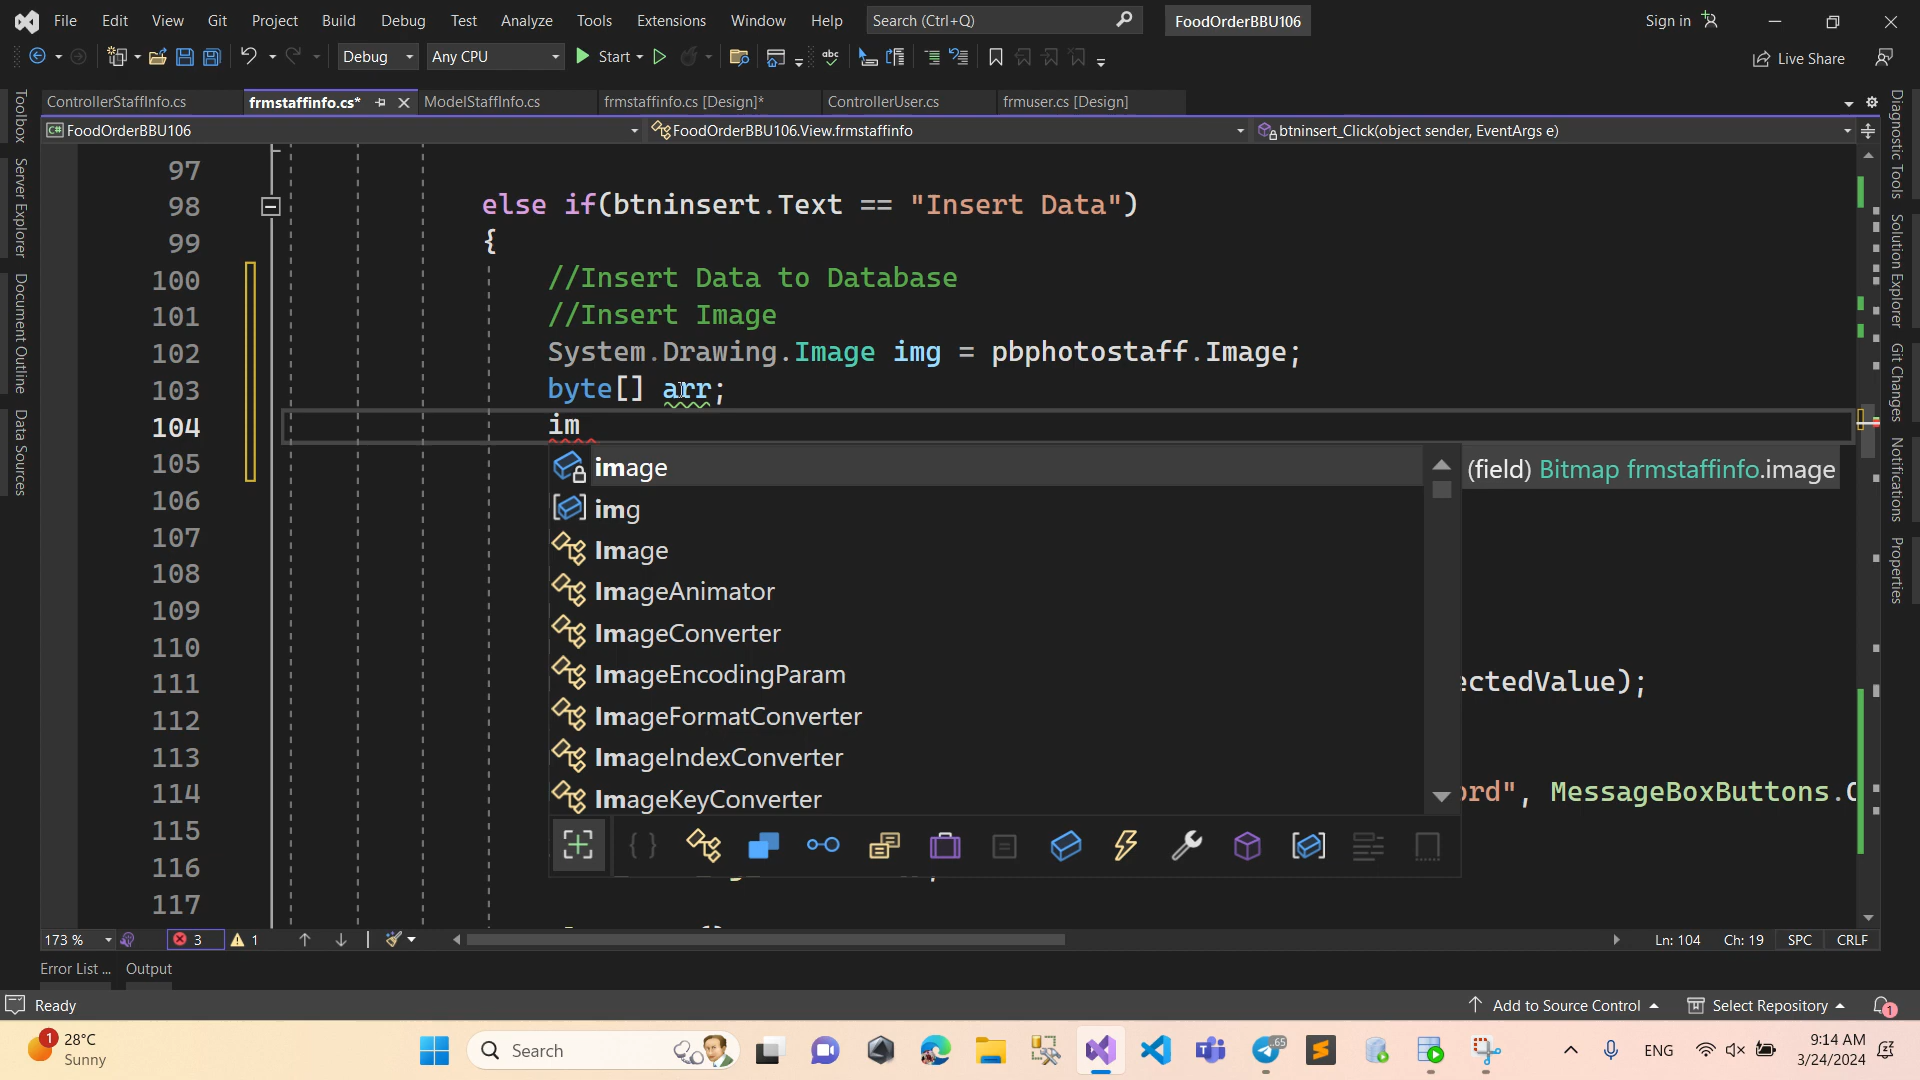 File Edit View Git Project Build Debug Test Analyze Tools Extensions Window Help Search (Ctrl+Q) FoodOrderBBU106 Sign in
Debug Any CPU Start Live Share
ControllerStaffInfo.cs frmstaffinfo.cs* ModelStaffInfo.cs frmstaffinfo.cs [Design]* ControllerUser.cs frmuser.cs [Design]
FoodOrderBBU106 FoodOrderBBU106.View.frmstaffinfo btninsert_Click(object sender, EventArgs e)
Toolbox
Server Explorer
Document Outline
Data Sources
97
98 else if(btninsert.Text == "Insert Data")
99 {
100 //Insert Data to Database
101 //Insert Image
102 System.Drawing.Image img = pbphotostaff.Image;
103 byte[] arr;
104 im
105
106
107
108
109
110
111 ectedValue);
112
113
114 ord", MessageBoxButtons.O
115
116
117
image (field) Bitmap frmstaffinfo.image
img
Image
ImageAnimator
ImageConverter
ImageEncodingParam
ImageFormatConverter
ImageIndexConverter
ImageKeyConverter
Diagnostic Tools
Solution Explorer
Git Changes
Notifications
Properties
173 % 3 1 Ln: 104 Ch: 19 SPC CRLF
Error List ... Output
Ready Add to Source Control Select Repository 1
1 28°C
Sunny
Search 65 ENG 9:14 AM
3/24/2024